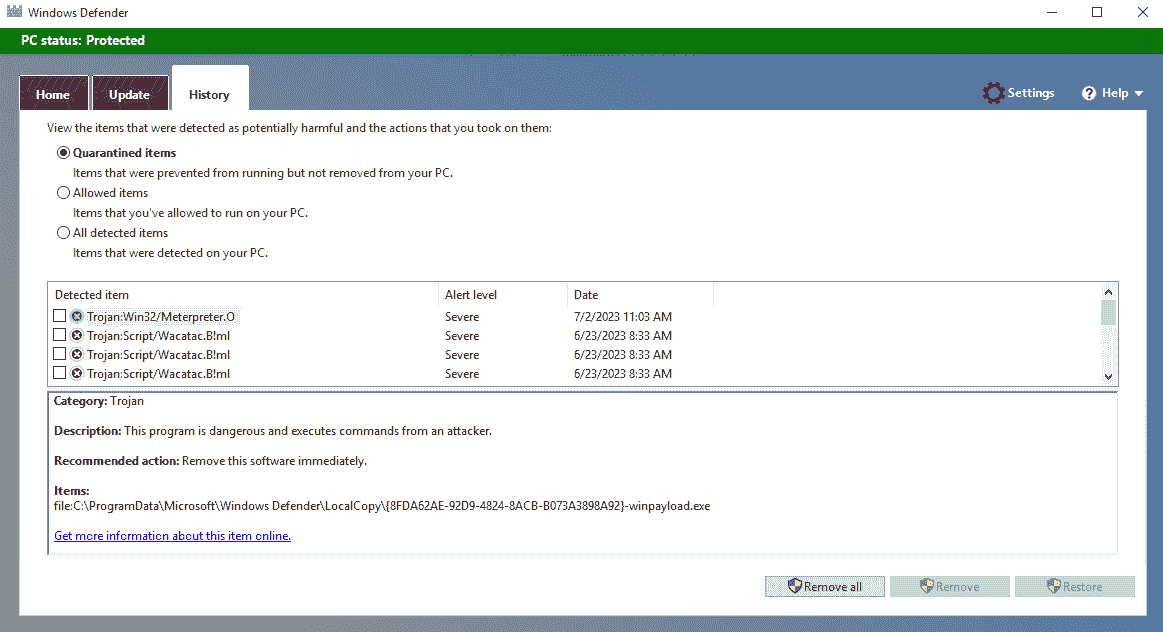 Windows Defender
PC status: Protected
Home Update History Settings Help
View the items that were detected as potentially harmful and the actions that you took on them:
Quarantined items
Items that were prevented from running but not removed from your PC.
Allowed items
Items that you've allowed to run on your PC.
All detected items
Items that were detected on your PC.
Detected item Alert level Date
Trojan:Win32/Meterpreter.O Severe 7/2/2023 11:03 AM
Trojan:Script/Wacatac.B!ml Severe 6/23/2023 8:33 AM
Trojan:Script/Wacatac.B!ml Severe 6/23/2023 8:33 AM
Trojan:Script/Wacatac.B!ml Severe 6/23/2023 8:33 AM
Category: Trojan
Description: This program is dangerous and executes commands from an attacker.
Recommended action: Remove this software immediately.
Items:
file:C:\ProgramData\Microsoft\Windows Defender\LocalCopy\{8FDA62AE-92D9-4824-8ACB-B073A3898A92}-winpayload.exe
Get more information about this item online.
Remove all Remove Restore